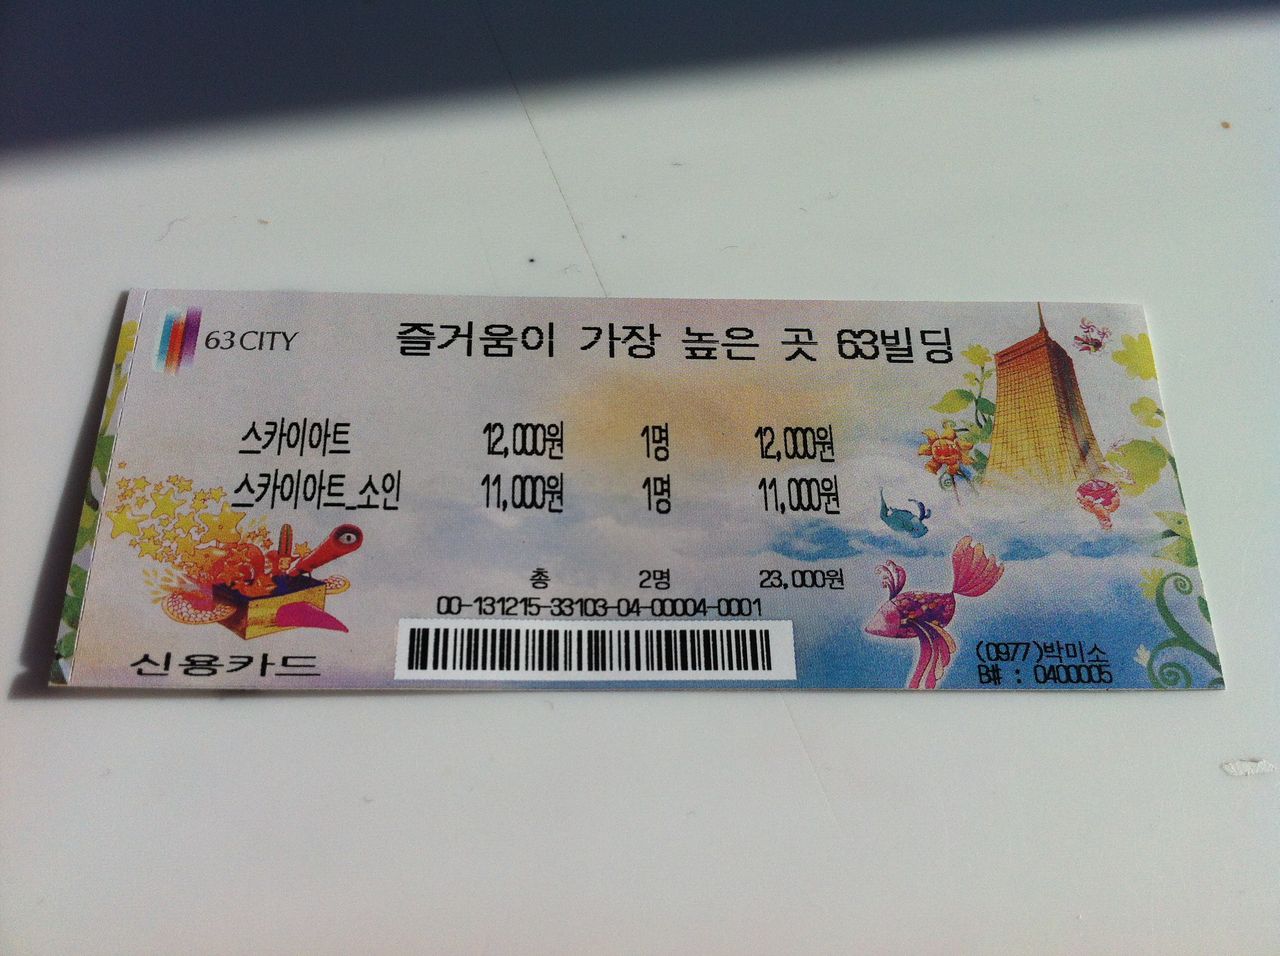 63 CITY
즐거움이 가장 높은 곳 63빌딩
스카이아트 12,000원 1명 12,000원
스카이아트_소인 11,000원 1명 11,000원
총 2명 23,000원
00-131215-33103-04-00004-0001
신용카드
(0977)박미소
B# : 0400005